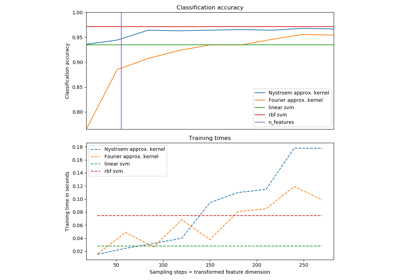 Classification accuracy
1.00
0.95
0.90
0.85
0.80
Classification accuracy
Nystroem approx. kernel
Fourier approx. kernel
linear svm
rbf svm
n_features
Training times
0.18
0.16
0.14
0.12
0.10
0.08
0.06
0.04
0.02
Training time in seconds
Nystroem approx. kernel
Fourier approx. kernel
linear svm
rbf svm
50
100
150
200
250
Sampling steps = transformed feature dimension